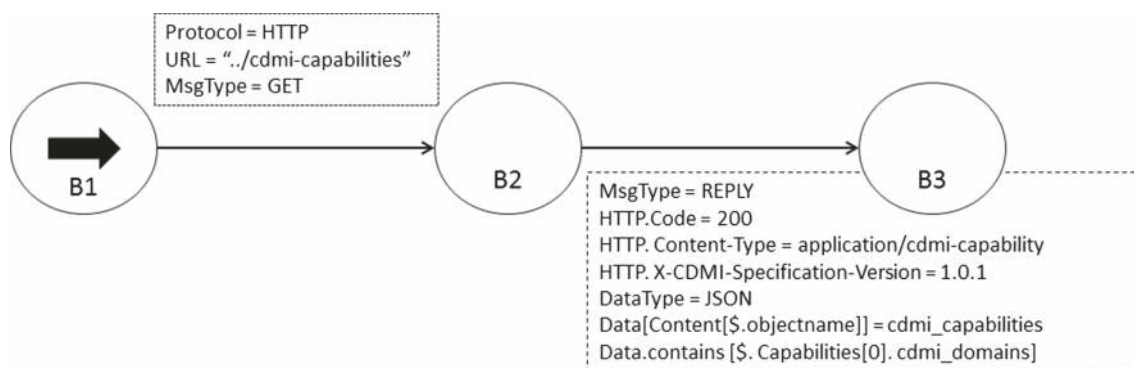 Protocol = HTTP
URL = “../cdmi-capabilities”
MsgType = GET
B1
B2
B3
MsgType = REPLY
HTTP.Code = 200
HTTP. Content-Type = application/cdmi-capability
HTTP. X-CDMI-Specification-Version = 1.0.1
DataType = JSON
Data[Content[$.objectname]] = cdmi_capabilities
Data.contains [$. Capabilities[0]. cdmi_domains]